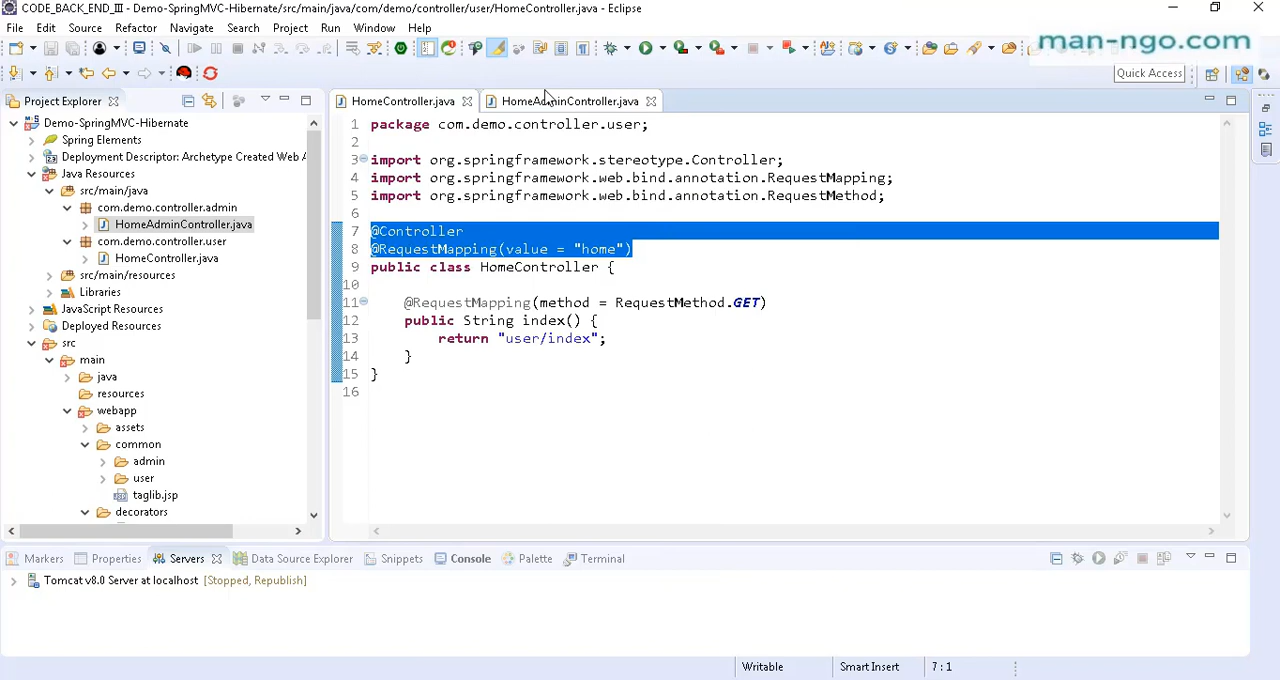 CODE_BACK_END_III - Demo-SpringMVC-Hibernate/src/main/java/com/demo/controller/user/HomeController.java - Eclipse
File Edit Source Refactor Navigate Search Project Run Window Help
man-ngo.com
Quick Access
Project Explorer
HomeController.java
HomeAdminController.java
Demo-SpringMVC-Hibernate
Spring Elements
Deployment Descriptor: Archetype Created Web A
Java Resources
src/main/java
com.demo.controller.admin
HomeAdminController.java
com.demo.controller.user
HomeController.java
src/main/resources
Libraries
JavaScript Resources
Deployed Resources
src
main
java
resources
webapp
assets
common
admin
user
taglib.jsp
decorators
1 package com.demo.controller.user;
2
3 import org.springframework.stereotype.Controller;
4 import org.springframework.web.bind.annotation.RequestMapping;
5 import org.springframework.web.bind.annotation.RequestMethod;
6
7 @Controller
8 @RequestMapping(value = "home")
9 public class HomeController {
10
11 @RequestMapping(method = RequestMethod.GET)
12 public String index() {
13 return "user/index";
14 }
15 }
16
Markers Properties Servers Data Source Explorer Snippets Console Palette Terminal
Tomcat v8.0 Server at localhost [Stopped, Republish]
Writable Smart Insert 7 : 1